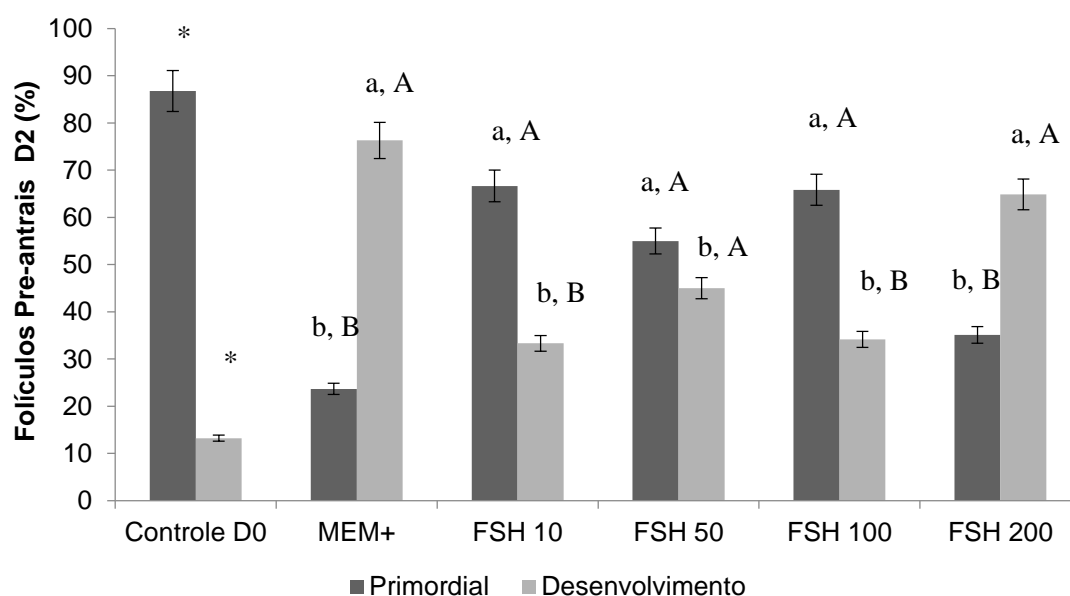 Folículos Pre-antrais D2 (%)
100
90
80
70
60
50
40
30
20
10
0
*
*
b, B
a, A
a, A
b, B
a, A
b, A
a, A
b, B
b, B
a, A
Controle D0 MEM+ FSH 10 FSH 50 FSH 100 FSH 200
Primordial Desenvolvimento